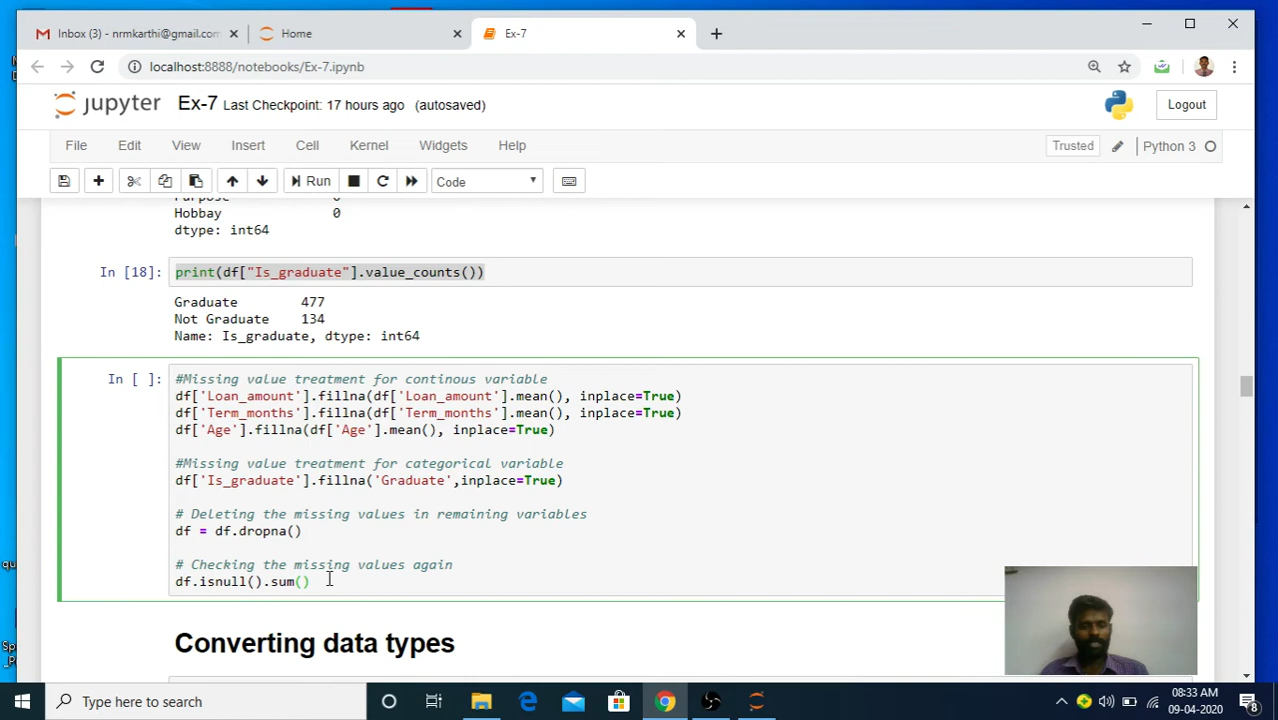 Inbox (3) - nrmkarthi@gmail.com
Home
Ex-7
localhost:8888/notebooks/Ex-7.ipynb
jupyter Ex-7 Last Checkpoint: 17 hours ago (autosaved)
Logout
File Edit View Insert Cell Kernel Widgets Help
Trusted
Python 3
Run
Code
Hobbay 0
dtype: int64
In [18]: print(df["Is_graduate"].value_counts())
Graduate 477
Not Graduate 134
Name: Is_graduate, dtype: int64
In [ ]: #Missing value treatment for continous variable
df['Loan_amount'].fillna(df['Loan_amount'].mean(), inplace=True)
df['Term_months'].fillna(df['Term_months'].mean(), inplace=True)
df['Age'].fillna(df['Age'].mean(), inplace=True)
#Missing value treatment for categorical variable
df['Is_graduate'].fillna('Graduate',inplace=True)
# Deleting the missing values in remaining variables
df = df.dropna()
# Checking the missing values again
df.isnull().sum()
Converting data types
Type here to search
08:33 AM
09-04-2020
8